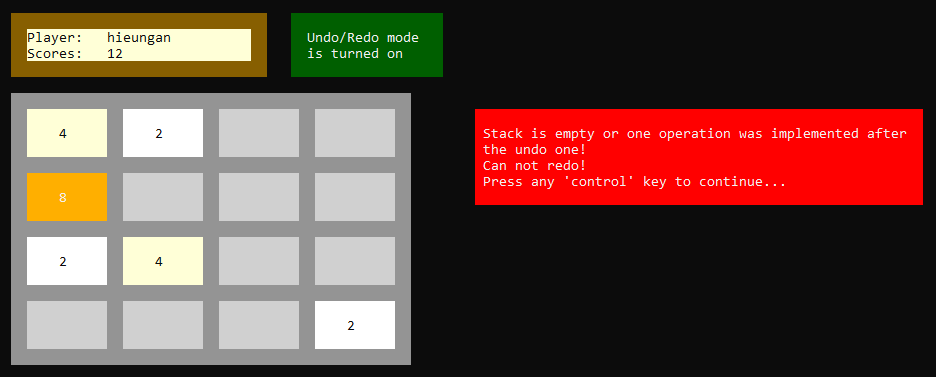 Player:   hieungan
Scores:   12
Undo/Redo mode
is turned on
4 2
8
2 4
2
Stack is empty or one operation was implemented after
the undo one!
Can not redo!
Press any 'control' key to continue...